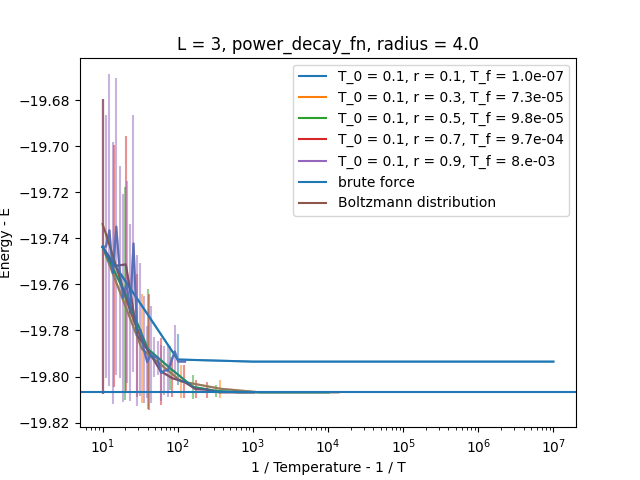 L = 3, power_decay_fn, radius = 4.0
T_0 = 0.1, r = 0.1, T_f = 1.0e-07
T_0 = 0.1, r = 0.3, T_f = 7.3e-05
T_0 = 0.1, r = 0.5, T_f = 9.8e-05
T_0 = 0.1, r = 0.7, T_f = 9.7e-04
T_0 = 0.1, r = 0.9, T_f = 8.e-03
brute force
Boltzmann distribution
Energy - E
−19.68
−19.70
−19.72
−19.74
−19.76
−19.78
−19.80
−19.82
10¹ 10² 10³ 10⁴ 10⁵ 10⁶ 10⁷
1 / Temperature - 1 / T